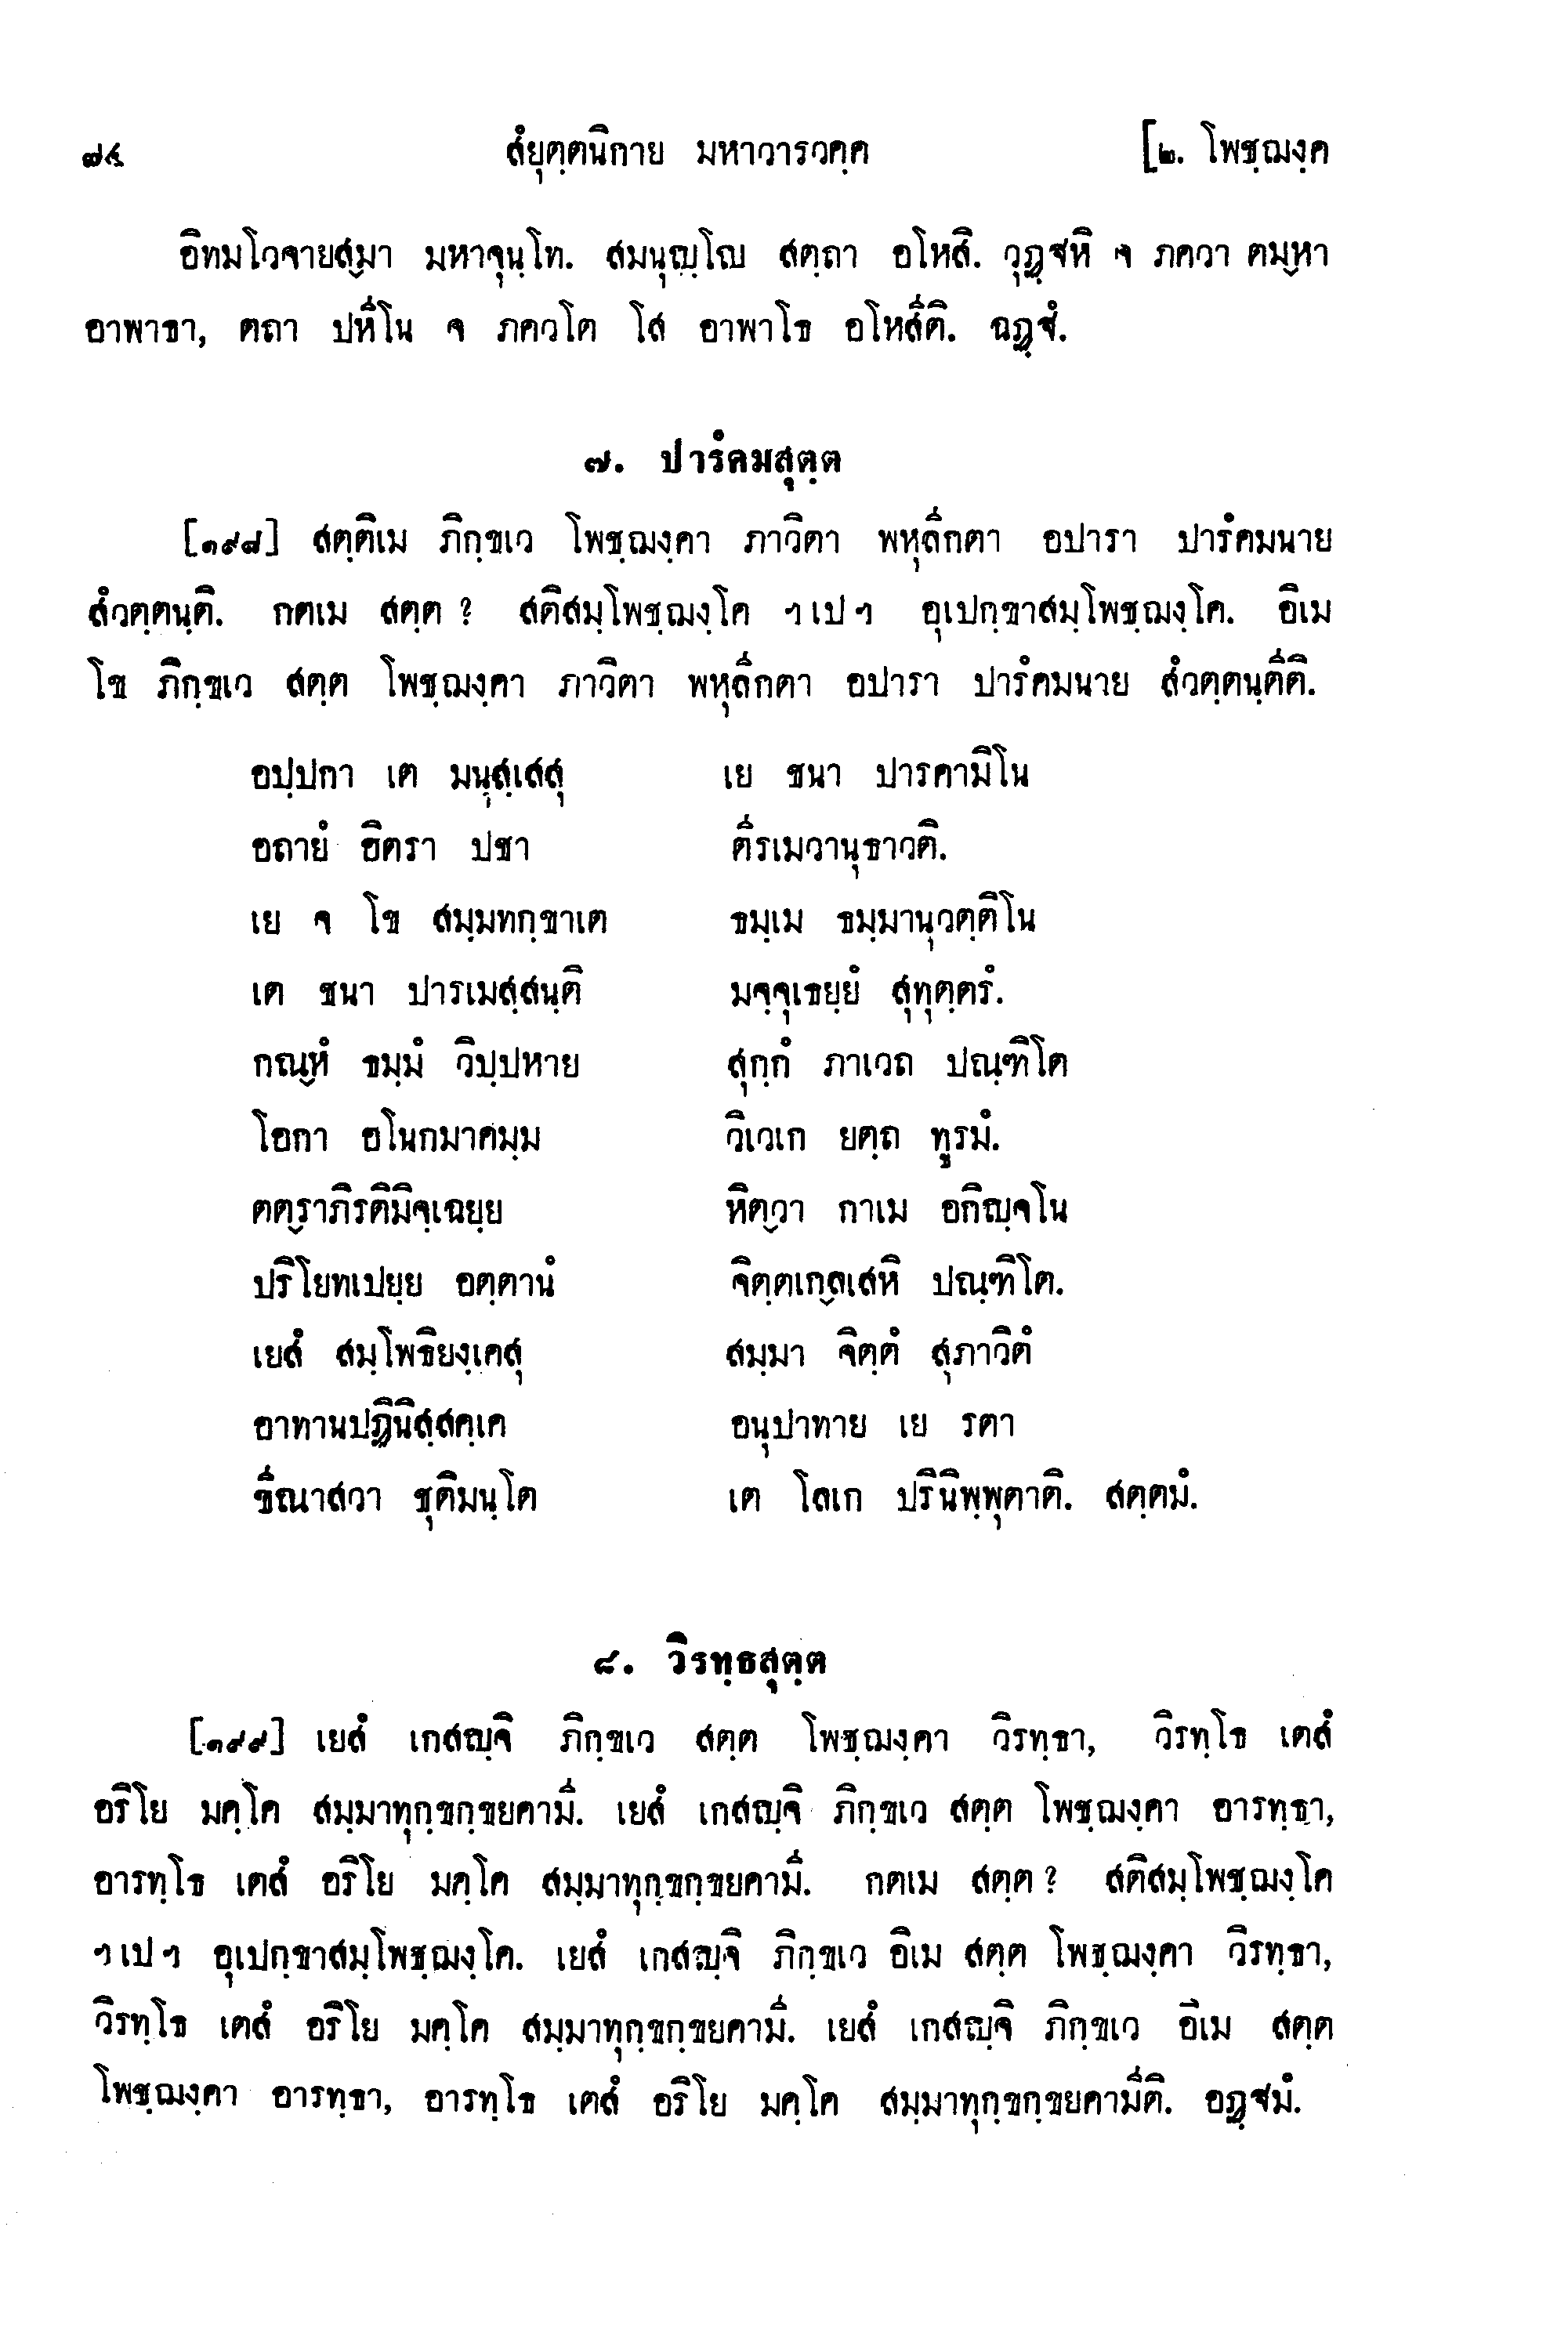 ๗๔ สํยุตฺตนิกาย มหาวารวคฺค [๒. โพชฺฌงฺค
อิทมโวจายสฺมา มหาจุนฺโท. สมนุญฺโญ สตฺถา อโหสิ. วุฏฺฐหิ จ ภควา ตมฺหา
อาพาธา, ตถา ปหีโน จ ภควโต โส อาพาโธ อโหสีติ. ฉฏฺฐํ.
๗. ปารํคมสุตฺต
[๑๙๘] สตฺติเม ภิกฺขเว โพชฺฌงฺคา ภาวิตา พหุลีกตา อปารา ปารํคมนาย
สํวตฺตนฺติ. กตเม สตฺต ? สติสมฺโพชฺฌงฺโค ฯเปฯ อุเปกฺขาสมฺโพชฺฌงฺโค. อิเม
โข ภิกฺขเว สตฺต โพชฺฌงฺคา ภาวิตา พหุลีกตา อปารา ปารํคมนาย สํวตฺตนฺตีติ.
อปฺปกา เต มนุสฺเสสุ เย ชนา ปารคามิโน
อถายํ อิตรา ปชา ตีรเมวานุธาวติ.
เย จ โข สมฺมทกฺขาเต ธมฺเม ธมฺมานุวตฺติโน
เต ชนา ปารเมสฺสนฺติ มจฺจุเธยฺยํ สุทุตฺตรํ.
กณฺหํ ธมฺมํ วิปฺปหาย สุกฺกํ ภาเวถ ปณฺฑิโต
โอกา อโนกมาคมฺม วิเวเก ยตฺถ ทูรมํ.
ตตฺราภิรติมิจฺเฉยฺย หิตฺวา กาเม อกิญฺจโน
ปริโยทเปยฺย อตฺตานํ จิตฺตเกฺลเสหิ ปณฺฑิโต.
เยสํ สมฺโพธิยงฺเคสุ สมฺมา จิตฺตํ สุภาวิตํ
อาทานปฏินิสฺสคฺเค อนุปาทาย เย รตา
ขีณาสวา ชุติมนฺโต เต โลเก ปรินิพฺพุตาติ. สตฺตมํ.
๘. วิรทฺธสุตฺต
[๑๙๙] เยสํ เกสญฺจิ ภิกฺขเว สตฺต โพชฺฌงฺคา วิรทฺธา, วิรทฺโธ เตสํ
อริโย มคฺโค สมฺมาทุกฺขกฺขยคามี. เยสํ เกสญฺจิ ภิกฺขเว สตฺต โพชฺฌงฺคา อารทฺธา,
อารทฺโธ เตสํ อริโย มคฺโค สมฺมาทุกฺขกฺขยคามี. กตเม สตฺต ? สติสมฺโพชฺฌงฺโค
ฯเปฯ อุเปกฺขาสมฺโพชฺฌงฺโค. เยสํ เกสญฺจิ ภิกฺขเว อิเม สตฺต โพชฺฌงฺคา วิรทฺธา,
วิรทฺโธ เตสํ อริโย มคฺโค สมฺมาทุกฺขกฺขยคามี. เยสํ เกสญฺจิ ภิกฺขเว อิเม สตฺต
โพชฺฌงฺคา อารทฺธา, อารทฺโธ เตสํ อริโย มคฺโค สมฺมาทุกฺขกฺขยคามีติ. อฏฺฐมํ.